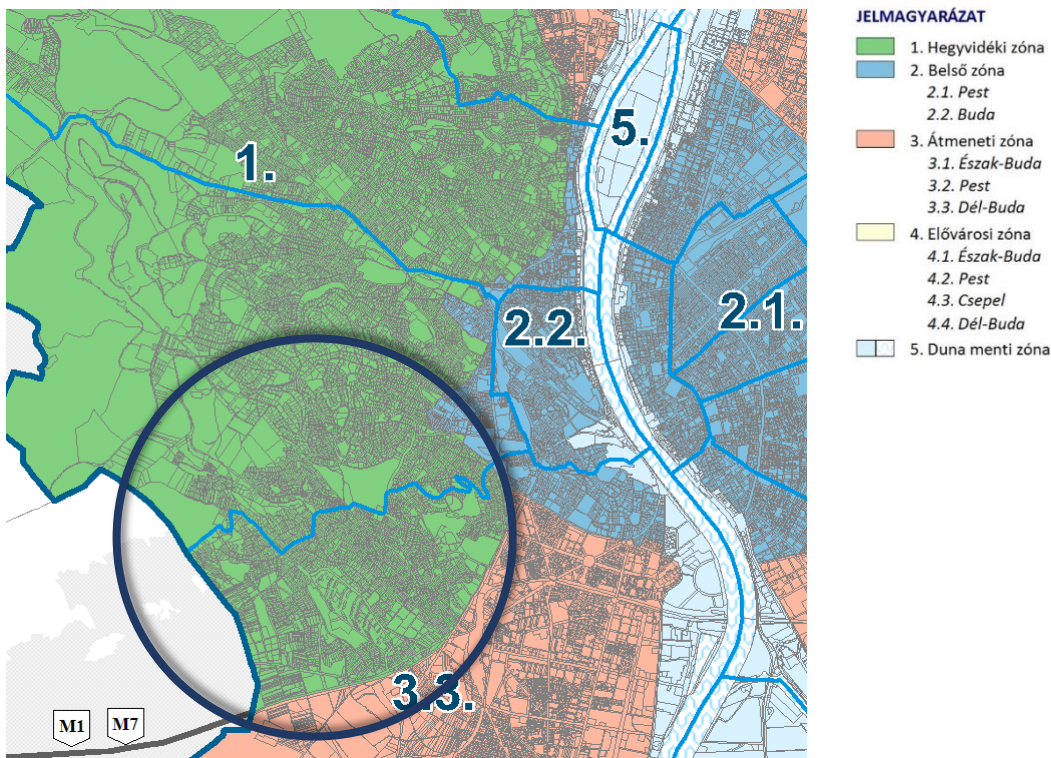 1.
5.
2.2.
2.1.
3.3.
M1
M7
JELMAGYARÁZAT
1. Hegyvidéki zóna
2. Belső zóna
2.1. Pest
2.2. Buda
3. Átmeneti zóna
3.1. Észak-Buda
3.2. Pest
3.3. Dél-Buda
4. Elővárosi zóna
4.1. Észak-Buda
4.2. Pest
4.3. Csepel
4.4. Dél-Buda
5. Duna menti zóna